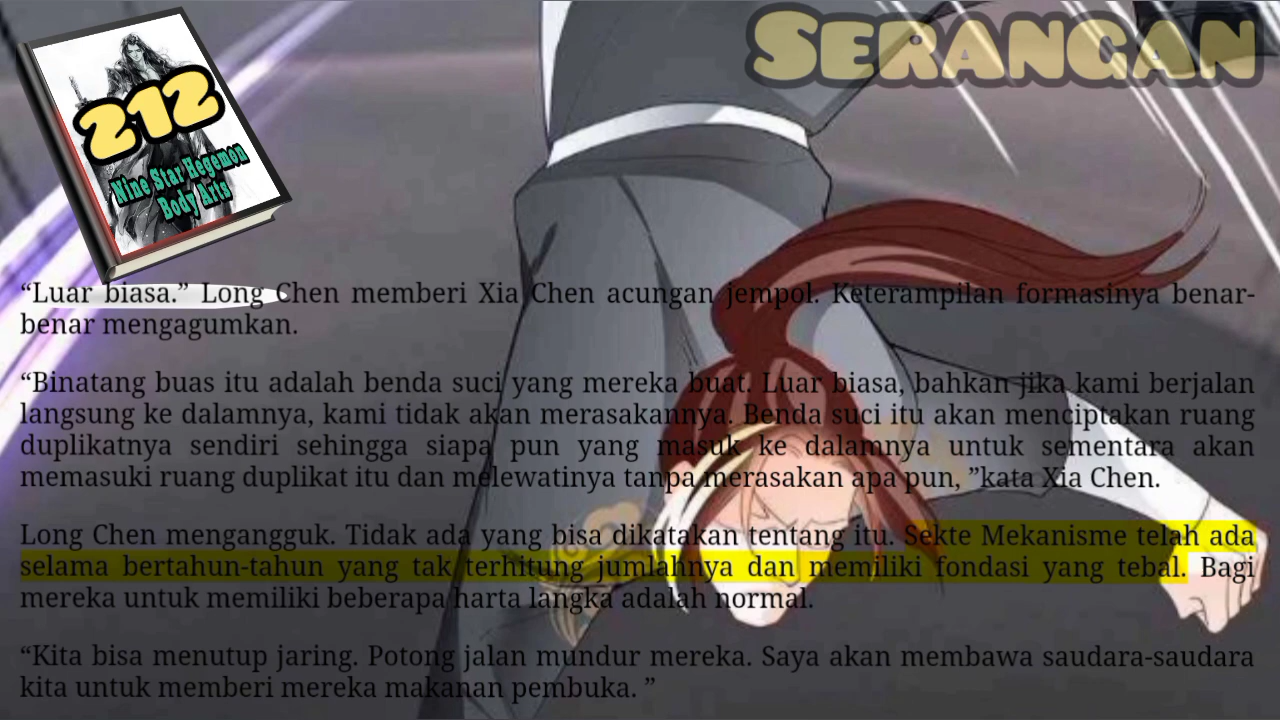 SERANGAN
212
Nine Star Hegemon
Body Arts
“Luar biasa.” Long Chen memberi Xia Chen acungan jempol. Keterampilan formasinya benar-
benar mengagumkan.
“Binatang buas itu adalah benda suci yang mereka buat. Luar biasa, bahkan jika kami berjalan
langsung ke dalamnya, kami tidak akan merasakannya. Benda suci itu akan menciptakan ruang
duplikatnya sendiri sehingga siapa pun yang masuk ke dalamnya untuk sementara akan
memasuki ruang duplikat itu dan melewatinya tanpa merasakan apa pun, ”kata Xia Chen.
Long Chen mengangguk. Tidak ada yang bisa dikatakan tentang itu. Sekte Mekanisme telah ada
selama bertahun-tahun yang tak terhitung jumlahnya dan memiliki fondasi yang tebal. Bagi
mereka untuk memiliki beberapa harta langka adalah normal.
“Kita bisa menutup jaring. Potong jalan mundur mereka. Saya akan membawa saudara-saudara
kita untuk memberi mereka makanan pembuka. ”